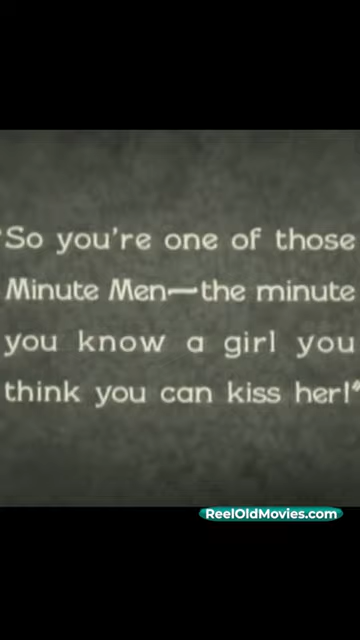 "So you're one of those
Minute Men—the minute
you know a girl you
think you can kiss her!"
ReelOldMovies.com